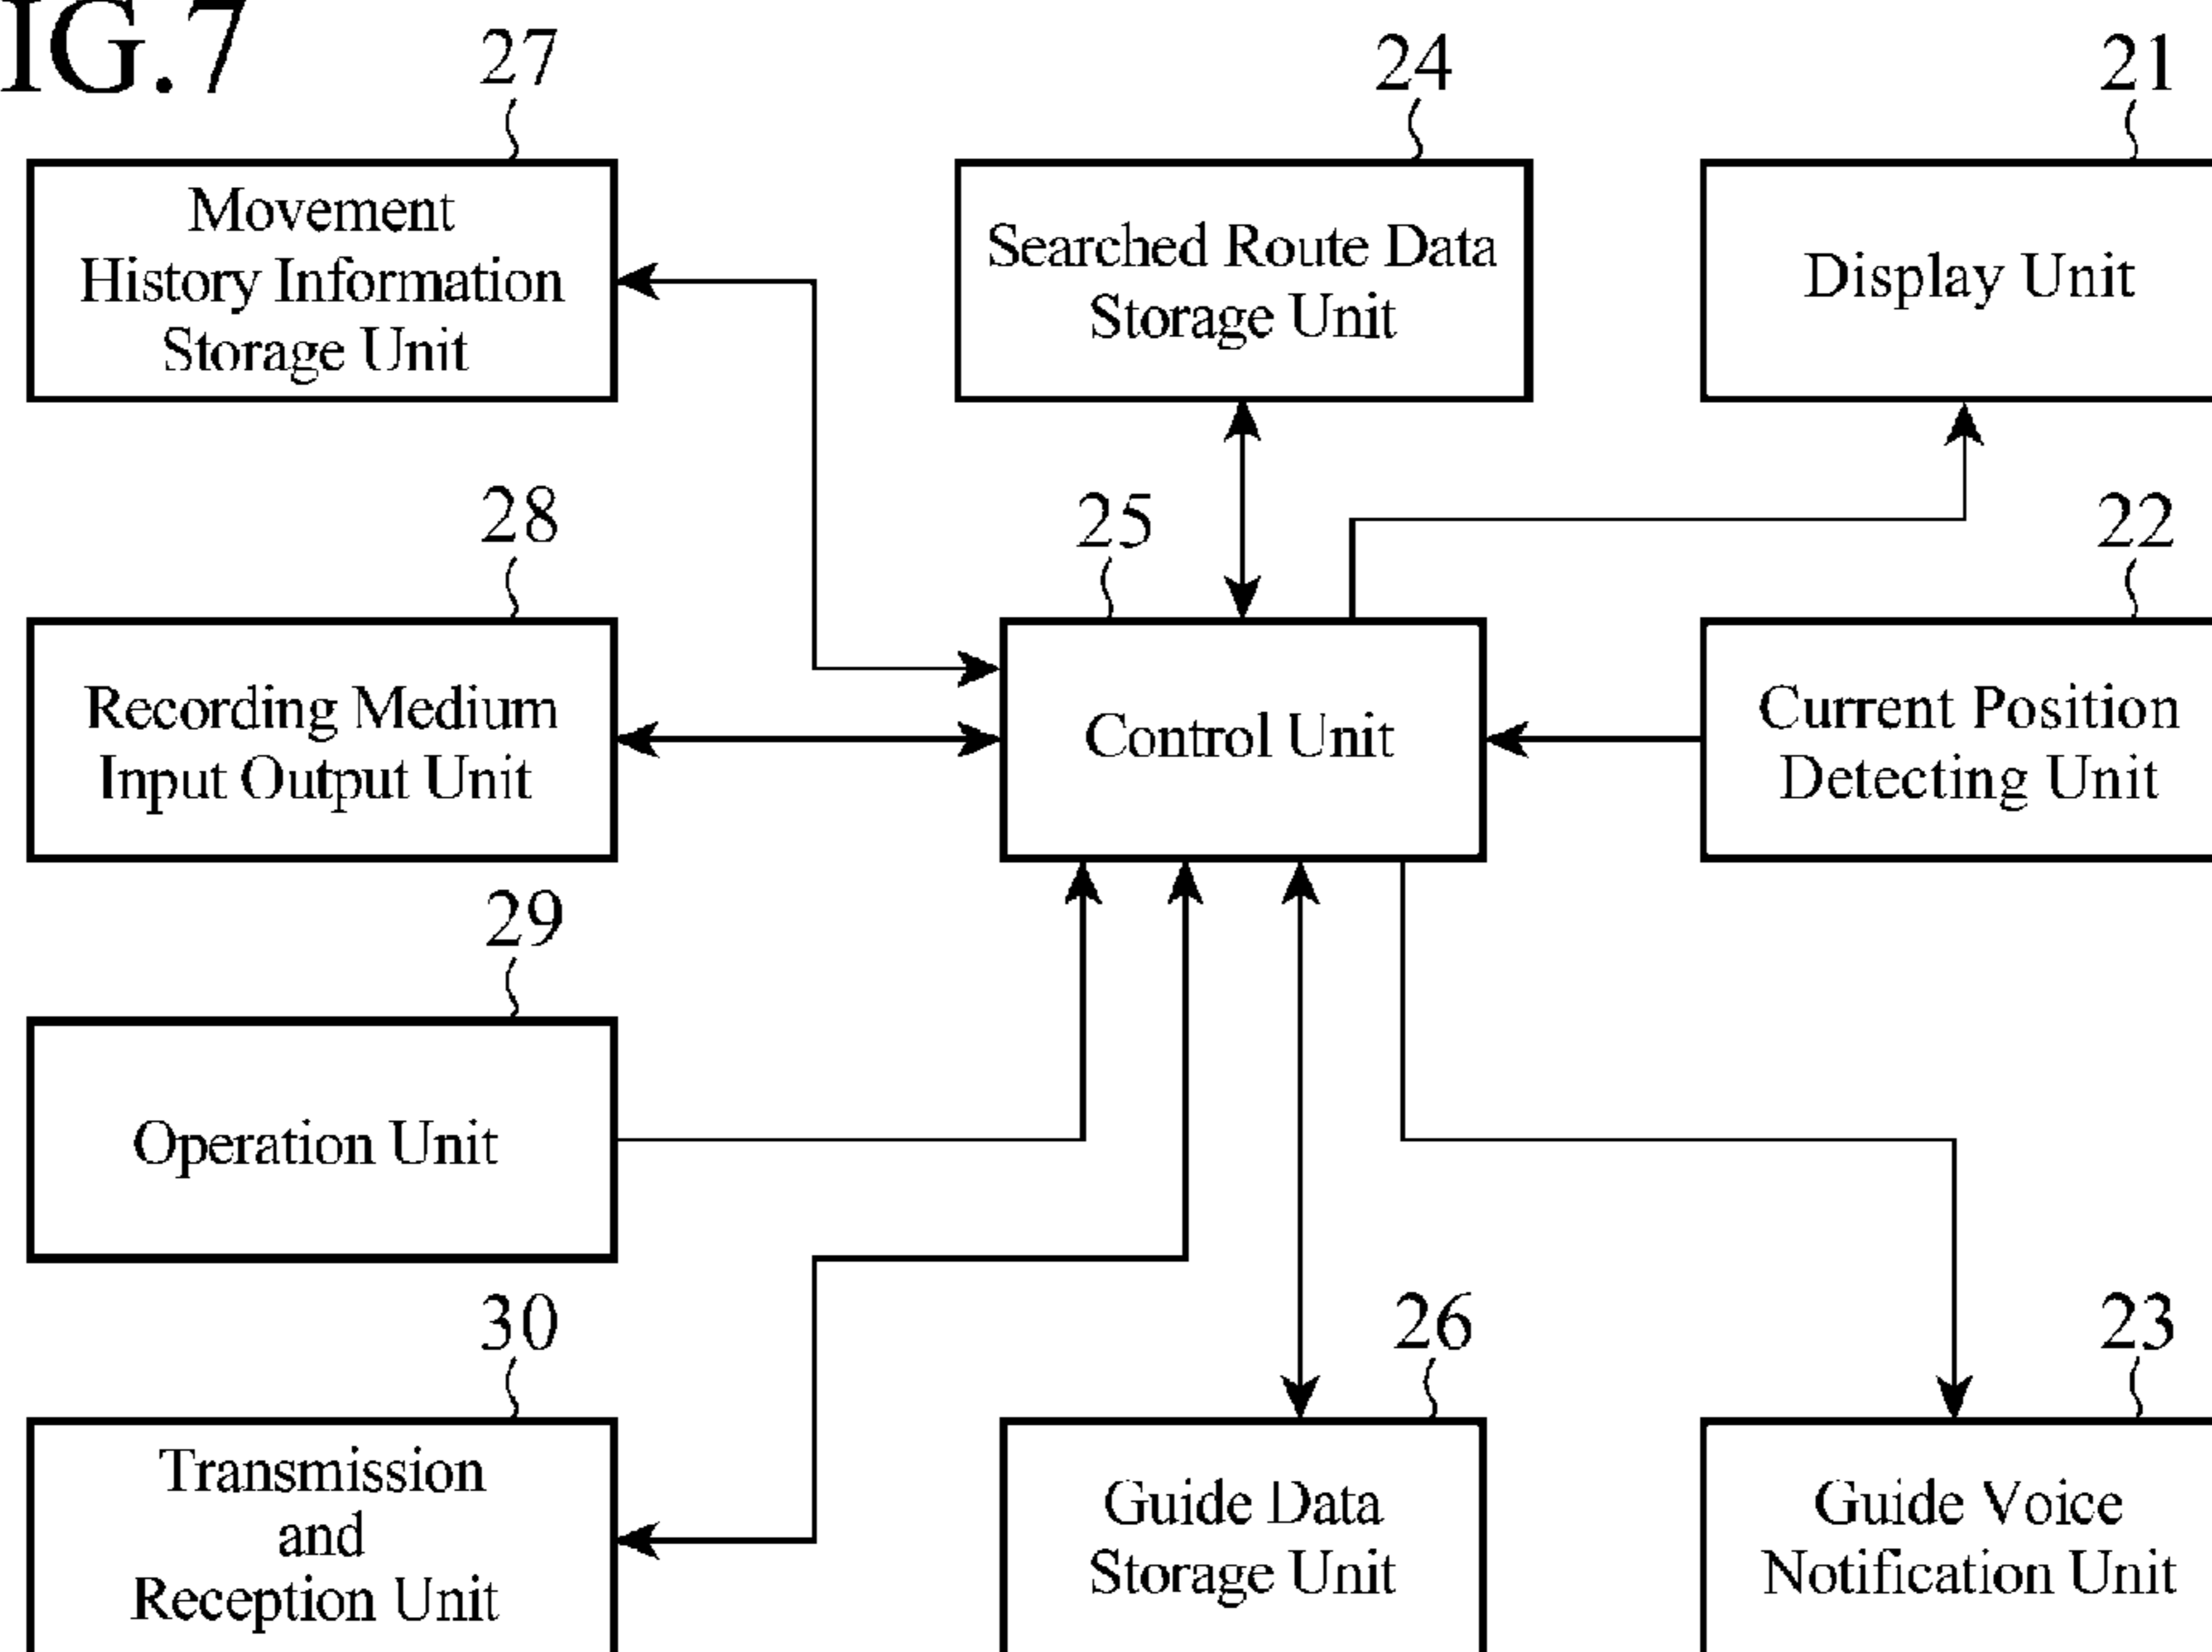 IG.7
27
24
21
Movement
History Information
Storage Unit
Searched Route Data
Storage Unit
Display Unit
28
25
22
Recording Medium
Input Output Unit
Control Unit
Current Position
Detecting Unit
29
Operation Unit
30
26
23
Transmission
and
Reception Unit
Guide Data
Storage Unit
Guide Voice
Notification Unit